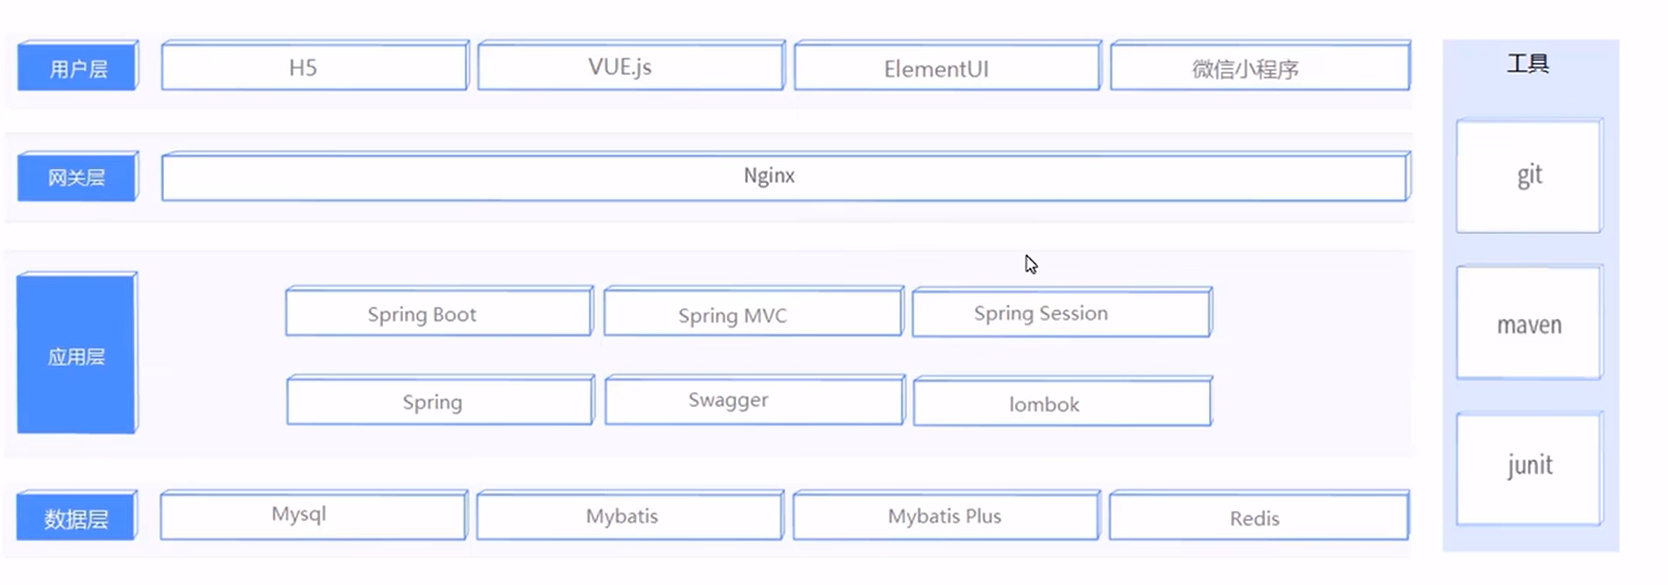 用户层
H5
VUE.js
ElementUI
微信小程序
网关层
Nginx
应用层
Spring Boot
Spring MVC
Spring Session
Spring
Swagger
lombok
数据层
Mysql
Mybatis
Mybatis Plus
Redis
工具
git
maven
junit